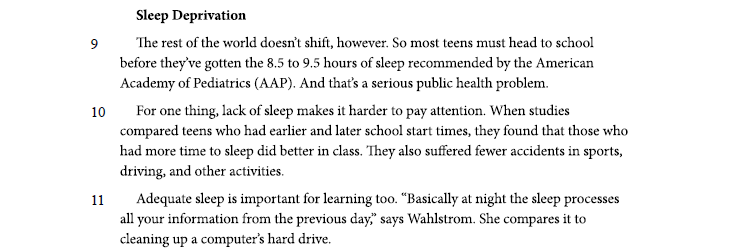 Sleep Deprivation
9 The rest of the world doesn’t shift, however. So most teens must head to school
before they’ve gotten the 8.5 to 9.5 hours of sleep recommended by the American
Academy of Pediatrics (AAP). And that’s a serious public health problem.
10 For one thing, lack of sleep makes it harder to pay attention. When studies
compared teens who had earlier and later school start times, they found that those who
had more time to sleep did better in class. They also suffered fewer accidents in sports,
driving, and other activities.
11 Adequate sleep is important for learning too. “Basically at night the sleep processes
all your information from the previous day,” says Wahlstrom. She compares it to
cleaning up a computer’s hard drive.